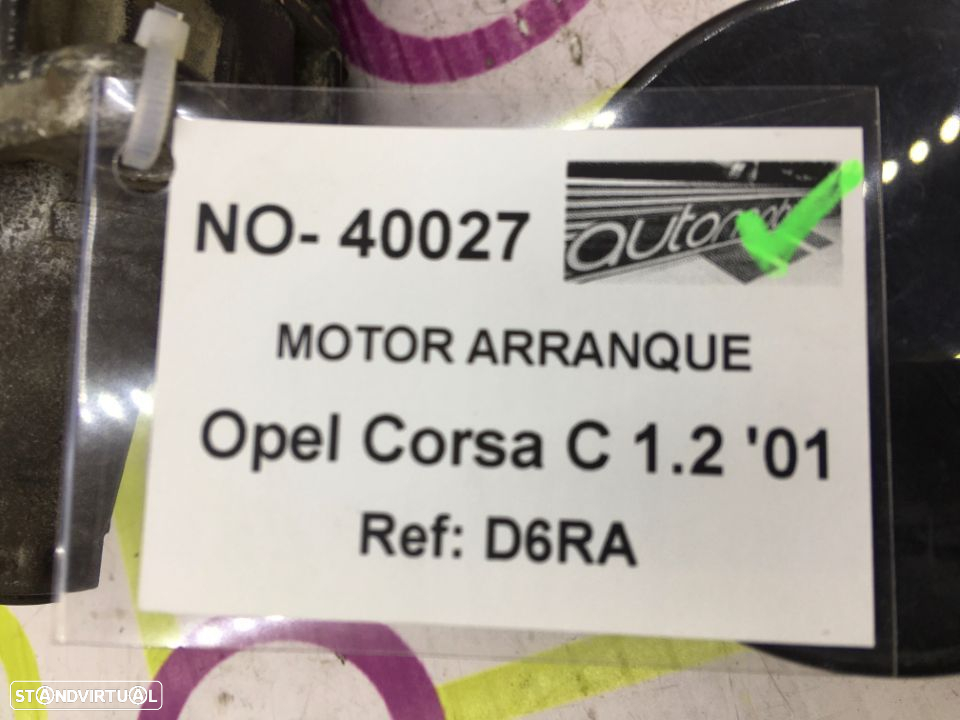 NO- 40027
MOTOR ARRANQUE
Opel Corsa C 1.2 '01
Ref: D6RA
STANDVIRTUAL